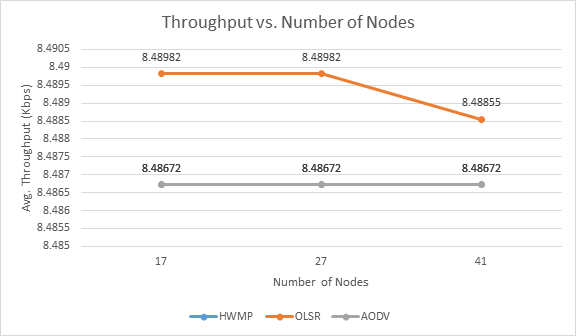 Throughput vs. Number of Nodes
8.4905
8.49
8.4895
8.489
8.4885
8.488
8.4875
8.487
8.4865
8.486
8.4855
8.485
Avg. Throughput (Kbps)
8.48982 8.48982
8.48855
8.48672 8.48672 8.48672
17 27 41
Number of Nodes
HWMP OLSR AODV